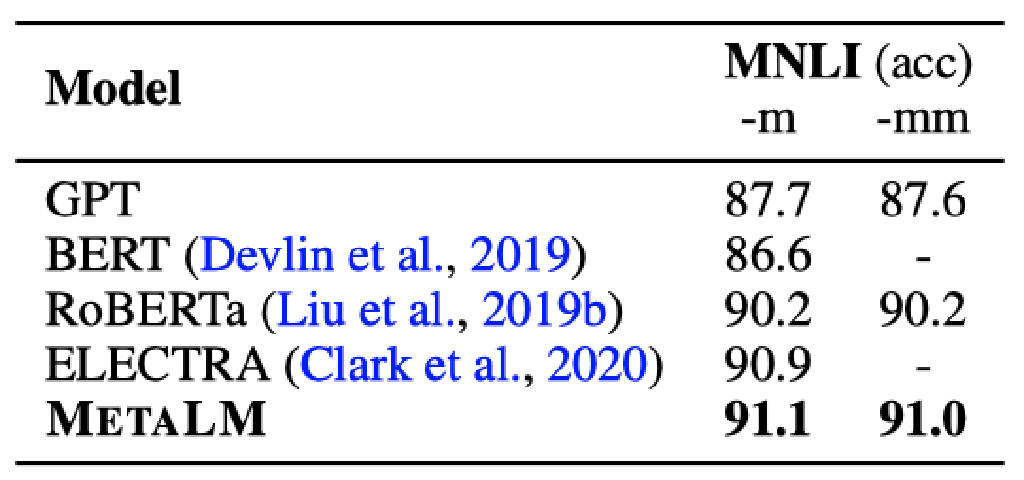 Model MNLI (acc)
-m -mm
GPT 87.7 87.6
BERT (Devlin et al., 2019) 86.6 -
RoBERTa (Liu et al., 2019b) 90.2 90.2
ELECTRA (Clark et al., 2020) 90.9 -
METALM 91.1 91.0